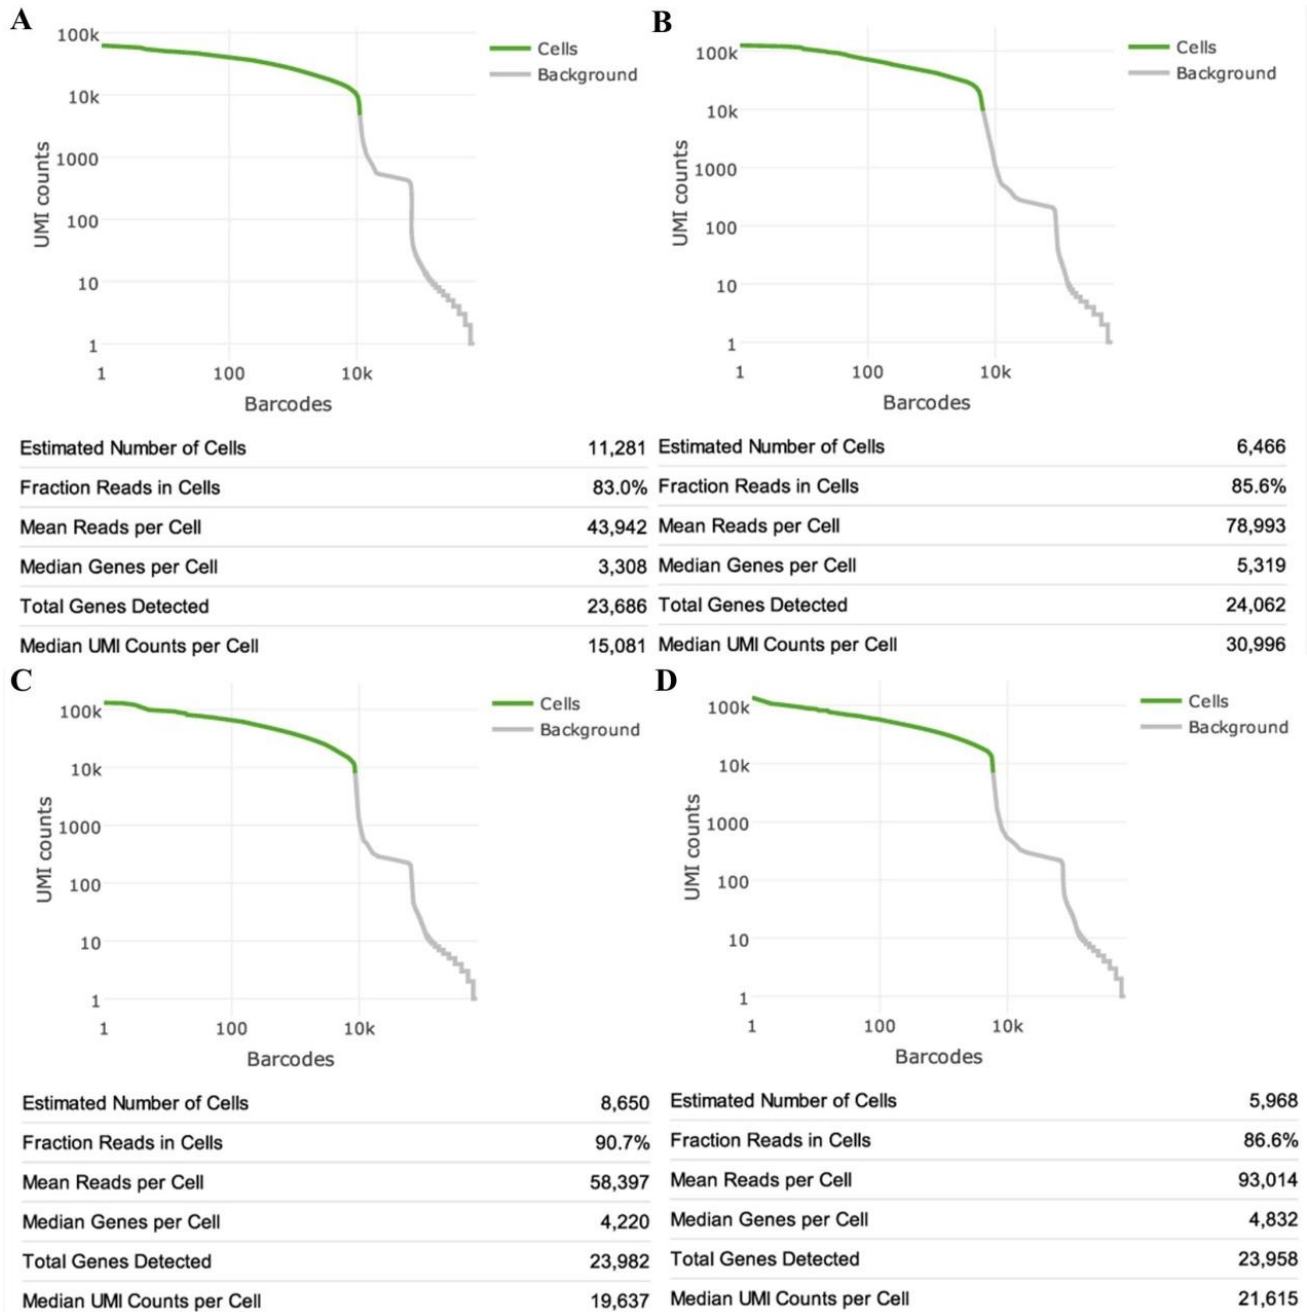 A
100k
10k
1000
100
10
1
UMI counts
1 100 10k
Barcodes
Cells
Background
Estimated Number of Cells 11,281
Fraction Reads in Cells 83.0%
Mean Reads per Cell 43,942
Median Genes per Cell 3,308
Total Genes Detected 23,686
Median UMI Counts per Cell 15,081
B
100k
10k
1000
100
10
1
UMI counts
1 100 10k
Barcodes
Cells
Background
Estimated Number of Cells 6,466
Fraction Reads in Cells 85.6%
Mean Reads per Cell 78,993
Median Genes per Cell 5,319
Total Genes Detected 24,062
Median UMI Counts per Cell 30,996
C
100k
10k
1000
100
10
1
UMI counts
1 100 10k
Barcodes
Cells
Background
Estimated Number of Cells 8,650
Fraction Reads in Cells 90.7%
Mean Reads per Cell 58,397
Median Genes per Cell 4,220
Total Genes Detected 23,982
Median UMI Counts per Cell 19,637
D
100k
10k
1000
100
10
1
UMI counts
1 100 10k
Barcodes
Cells
Background
Estimated Number of Cells 5,968
Fraction Reads in Cells 86.6%
Mean Reads per Cell 93,014
Median Genes per Cell 4,832
Total Genes Detected 23,958
Median UMI Counts per Cell 21,615